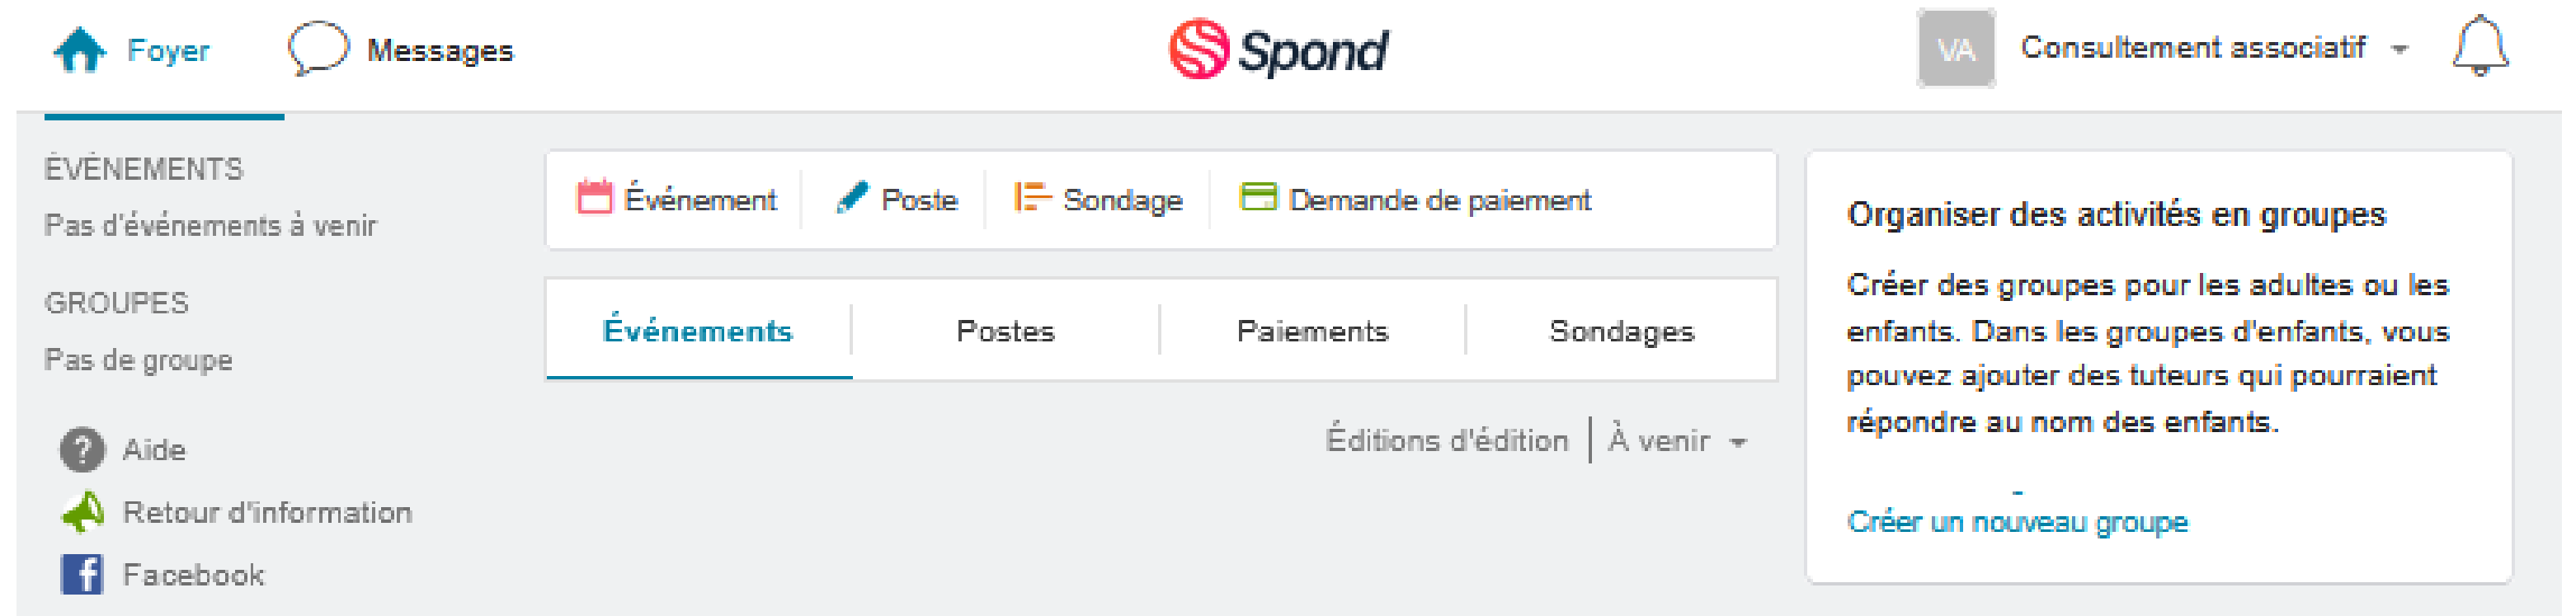 Foyer
Messages
Spond
VA
Consultement associatif
ÉVÉNEMENTS
Pas d'événements à venir
GROUPES
Pas de groupe
Aide
Retour d'information
Facebook
Événement
Poste
Sondage
Demande de paiement
Événements
Postes
Paiements
Sondages
Éditions d'édition
À venir
Organiser des activités en groupes
Créer des groupes pour les adultes ou les
enfants. Dans les groupes d'enfants, vous
pouvez ajouter des tuteurs qui pourraient
répondre au nom des enfants.
Créer un nouveau groupe